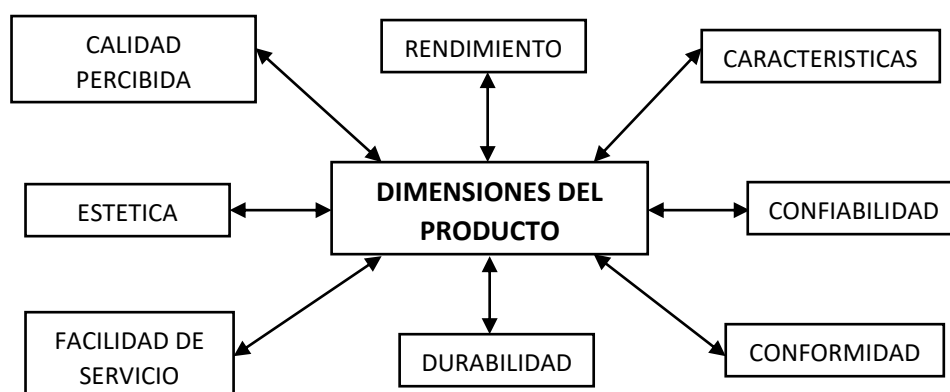 CALIDAD
PERCIBIDA
RENDIMIENTO
CARACTERISTICAS
DIMENSIONES DEL
PRODUCTO
ESTETICA
CONFIABILIDAD
FACILIDAD DE
SERVICIO
DURABILIDAD
CONFORMIDAD